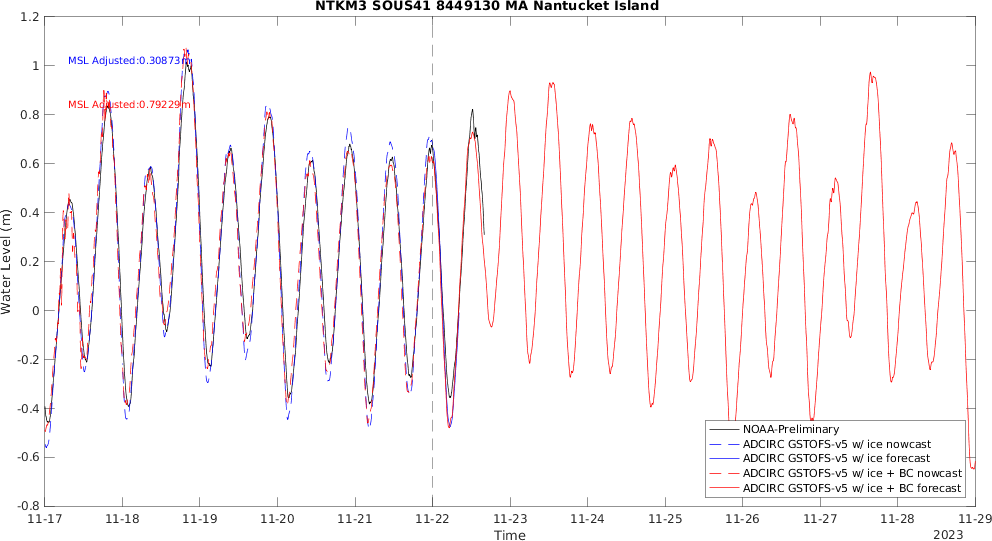 NTKM3 SOUS41 8449130 MA Nantucket Island
1.2
1
0.8
0.6
0.4
0.2
0
-0.2
-0.4
-0.6
-0.8
Water Level (m)
MSL Adjusted:0.30873m
MSL Adjusted:0.79229m
NOAA-Preliminary
ADCIRC GSTOFS-v5 w/ ice nowcast
ADCIRC GSTOFS-v5 w/ ice forecast
ADCIRC GSTOFS-v5 w/ ice + BC nowcast
ADCIRC GSTOFS-v5 w/ ice + BC forecast
11-17 11-18 11-19 11-20 11-21 11-22 11-23 11-24 11-25 11-26 11-27 11-28 11-29
Time
2023